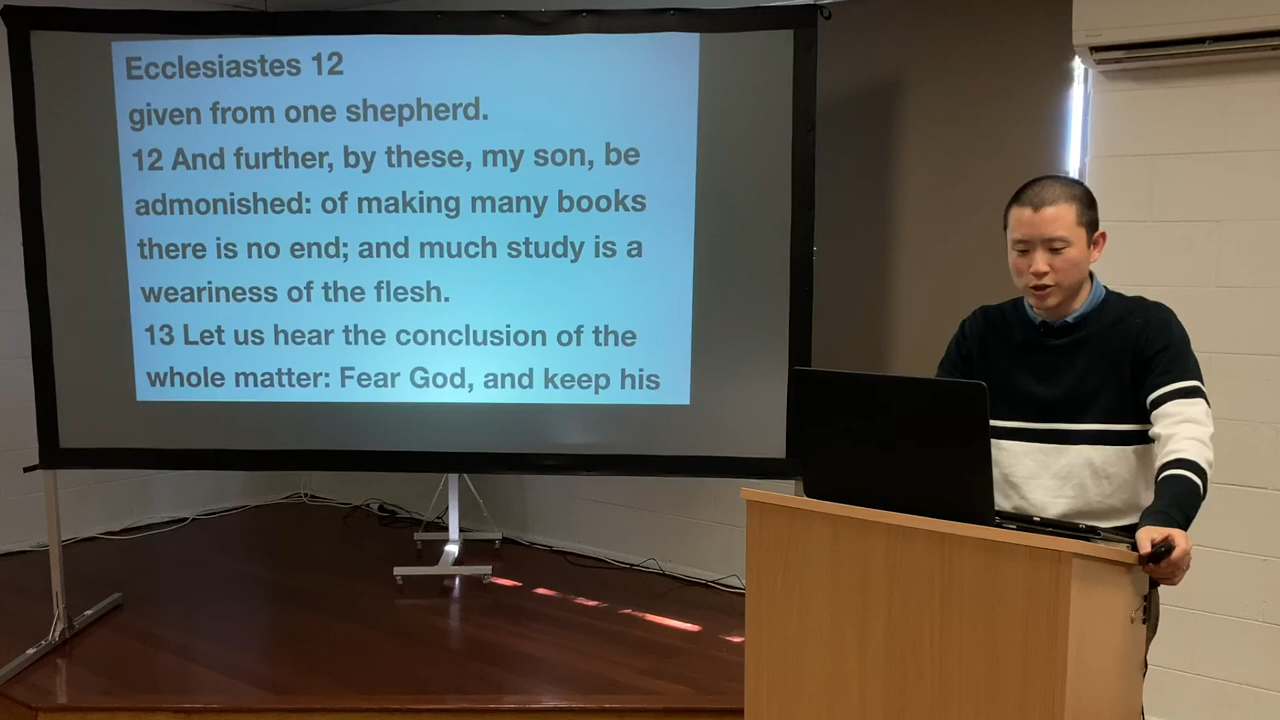 Ecclesiastes 12
given from one shepherd.
12 And further, by these, my son, be
admonished: of making many books
there is no end; and much study is a
weariness of the flesh.
13 Let us hear the conclusion of the
whole matter: Fear God, and keep his